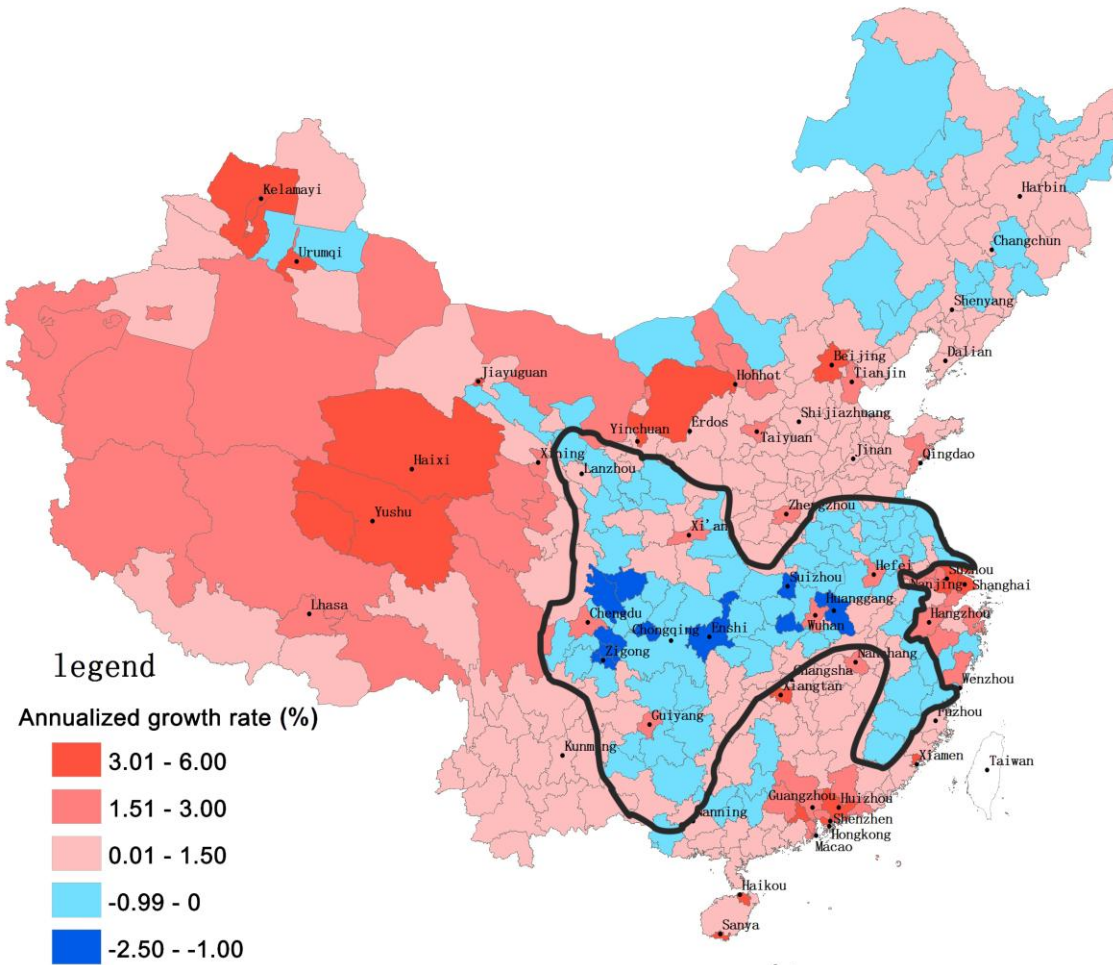 Kelamayi
Harbin
Changchun
Urumqi
Shenyang
Dalian
Beijing
Tianjin
Jiayuguan
Hohhot
Shijiazhuang
Erdos
Yinchuan
Taiyuan
Jinan
Qingdao
Xining
Haixi
Lanzhou
Zhengzhou
Yushu
Xi'an
Hefei
Suzhou
Nanjing
Shanghai
Suizhou
Huanggang
Lhasa
Chengdu
Wuhan
Hangzhou
Chongqing
Enshi
Zigong
Nanchang
Changsha
Xiangtan
Wenzhou
Guiyang
Fuzhou
Kunming
Xiamen
Taiwan
Guangzhou
Huizhou
Nanning
Shenzhen
Hongkong
Macao
Haikou
Sanya
legend
Annualized growth rate (%)
3.01 - 6.00
1.51 - 3.00
0.01 - 1.50
-0.99 - 0
-2.50 - -1.00